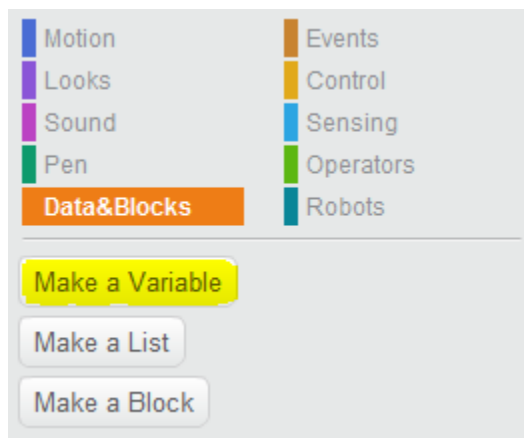 Motion
Looks
Sound
Pen
Data&Blocks
Events
Control
Sensing
Operators
Robots
Make a Variable
Make a List
Make a Block